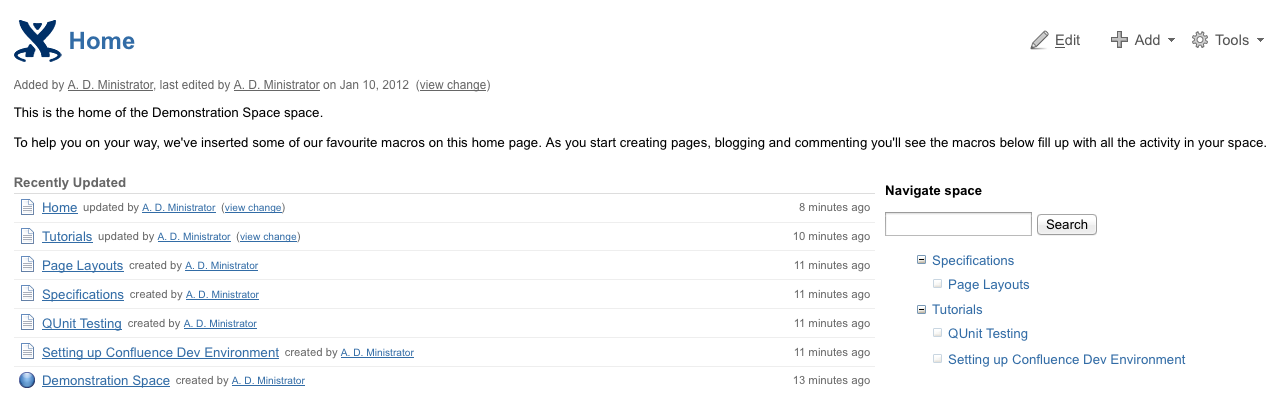 Home
Edit Add Tools
Added by A. D. Ministrator, last edited by A. D. Ministrator on Jan 10, 2012 (view change)
This is the home of the Demonstration Space space.
To help you on your way, we've inserted some of our favourite macros on this home page. As you start creating pages, blogging and commenting you'll see the macros below fill up with all the activity in your space.
Recently Updated
Home updated by A. D. Ministrator (view change) 8 minutes ago
Tutorials updated by A. D. Ministrator (view change) 10 minutes ago
Page Layouts created by A. D. Ministrator 11 minutes ago
Specifications created by A. D. Ministrator 11 minutes ago
QUnit Testing created by A. D. Ministrator 11 minutes ago
Setting up Confluence Dev Environment created by A. D. Ministrator 11 minutes ago
Demonstration Space created by A. D. Ministrator 13 minutes ago
Navigate space
Search
Specifications
Page Layouts
Tutorials
QUnit Testing
Setting up Confluence Dev Environment